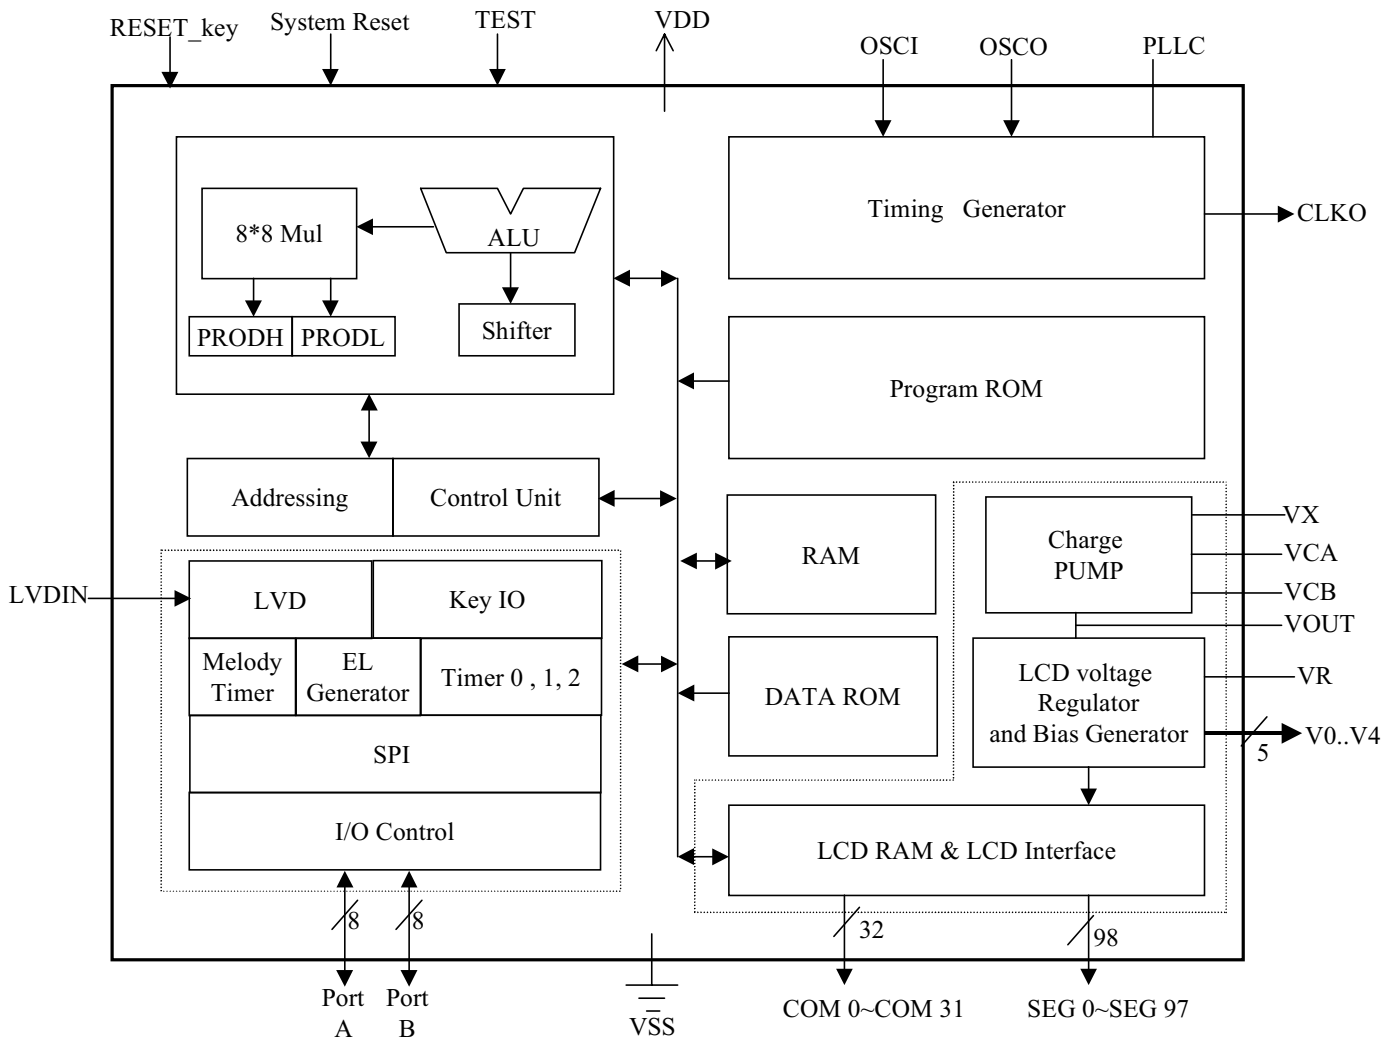 RESET_key
System Reset
TEST
VDD
OSCI
OSCO
PLLC
Timing Generator
CLKO
8*8 Mul
ALU
PRODH
PRODL
Shifter
Program ROM
Addressing
Control Unit
RAM
Charge
PUMP
VX
VCA
VCB
VOUT
LVDIN
LVD
Key IO
Melody
Timer
EL
Generator
Timer 0 , 1, 2
DATA ROM
LCD voltage
Regulator
and Bias Generator
VR
V0..V4
5
SPI
I/O Control
LCD RAM & LCD Interface
8
8
32
98
Port
A
Port
B
VSS
COM 0~COM 31
SEG 0~SEG 97